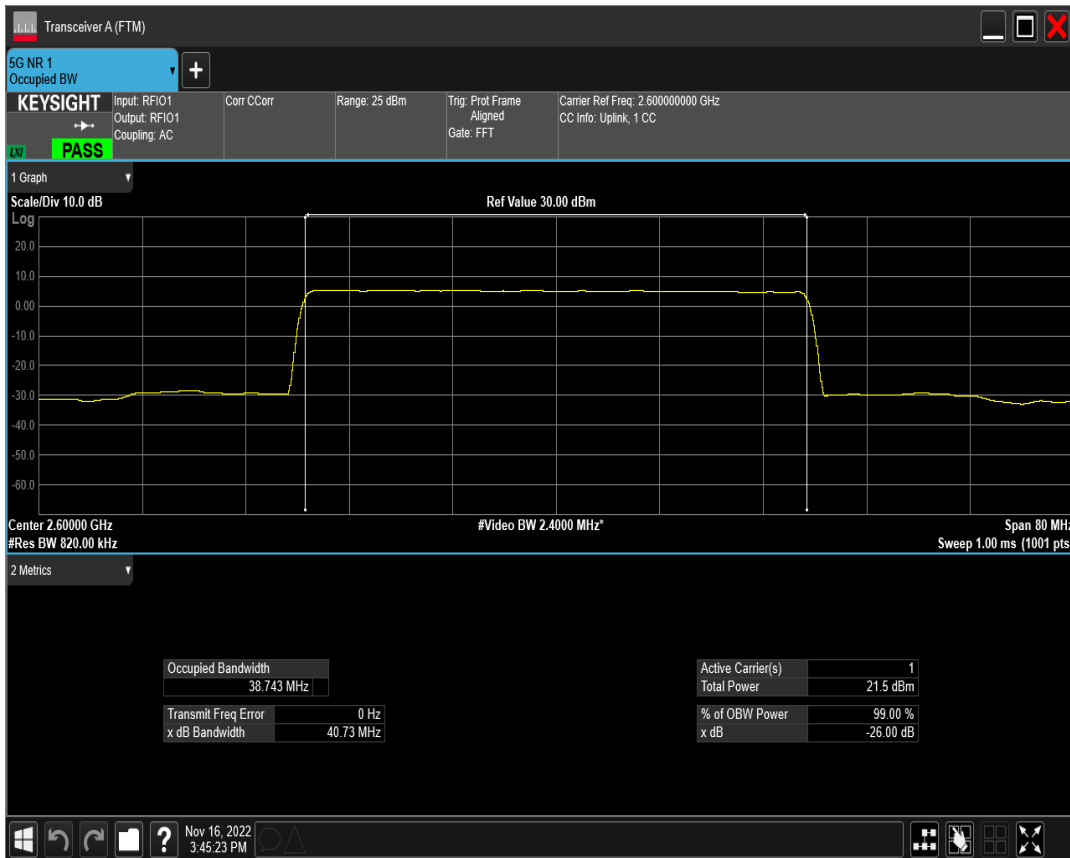 Transceiver A (FTM)
5G NR 1
Occupied BW
+
KEYSIGHT
LXI
PASS
Input: RFIO1
Output: RFIO1
Coupling: AC
Corr CCorr
Range: 25 dBm
Trig: Prot Frame
Aligned
Gate: FFT
Carrier Ref Freq: 2.600000000 GHz
CC Info: Uplink, 1 CC
1 Graph
Scale/Div 10.0 dB
Ref Value 30.00 dBm
Log
20.0
10.0
0.00
-10.0
-20.0
-30.0
-40.0
-50.0
-60.0
Center 2.60000 GHz
#Video BW 2.4000 MHz*
Span 80 MHz
#Res BW 820.00 kHz
Sweep 1.00 ms (1001 pts
2 Metrics
Occupied Bandwidth
38.743 MHz
Transmit Freq Error 0 Hz
x dB Bandwidth 40.73 MHz
Active Carrier(s) 1
Total Power 21.5 dBm
% of OBW Power 99.00 %
x dB -26.00 dB
?
Nov 16, 2022
3:45:23 PM